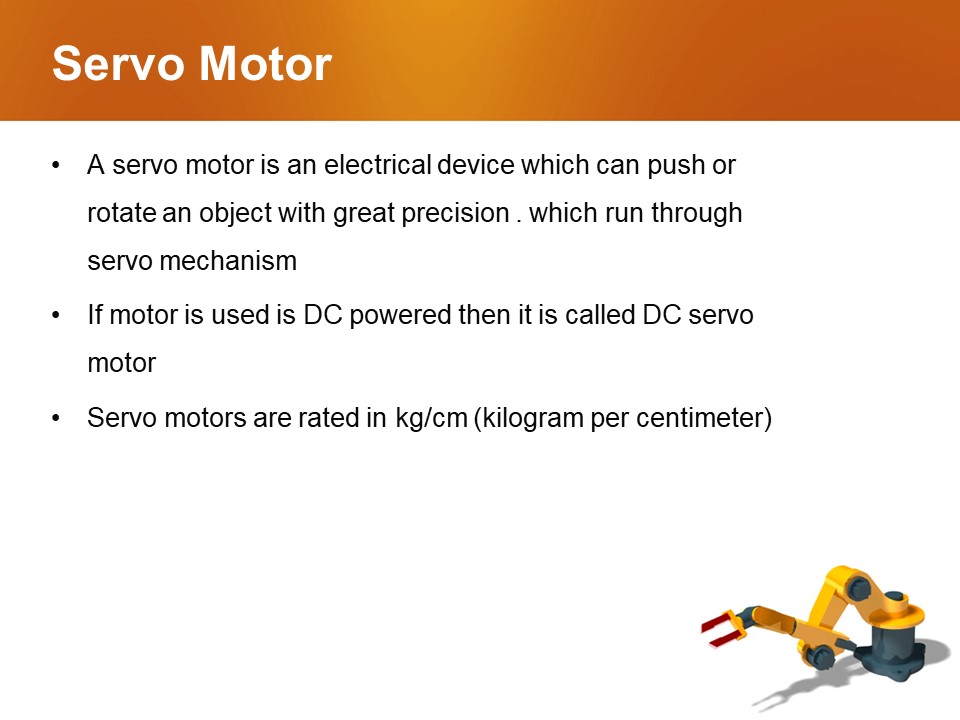 Servo Motor
• A servo motor is an electrical device which can push or
rotate an object with great precision . which run through
servo mechanism
• If motor is used is DC powered then it is called DC servo
motor
• Servo motors are rated in kg/cm (kilogram per centimeter)